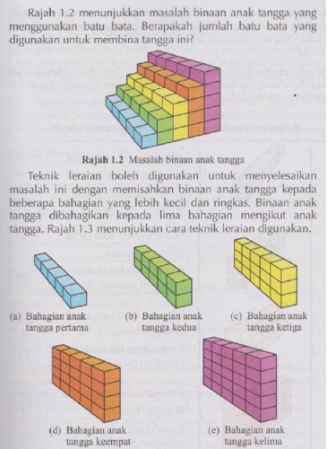 Rajah 1.2 menunjukkan masalah binaan anak tangga yang
menggunakan batu bata. Berapakah jumlah batu bata yang
digunakan untuk membina tangga ini?
Rajah 1.2 Masalah binaan anak tangga
Teknik leraian boleh digunakan untuk menyelesaikan
masalah ini dengan memisahkan binaan anak tangga kepada
beberapa bahagian yang lebih kecil dan ringkas. Binaan anak
tangga dibahagikan kepada lima bahagian mengikut anak
tangga. Rajah 1.3 menunjukkan cara teknik leraian digunakan.
(a) Bahagian anak
tangga pertama
(b) Bahagian anak
tangga kedua
(c) Bahagian anak
tangga ketiga
(d) Bahagian anak
tangga keempat
(e) Bahagian anak
tangga kelima